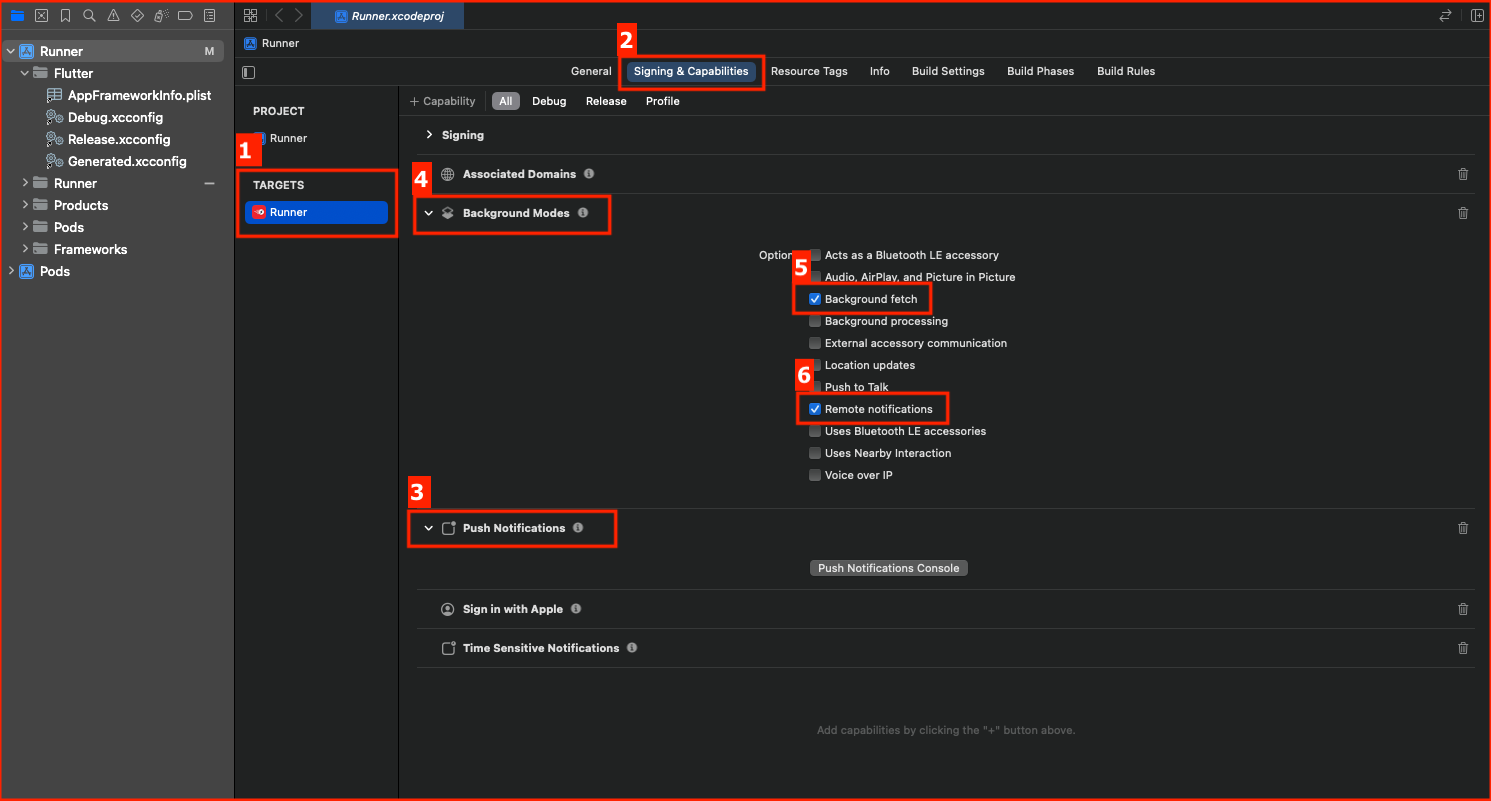 Runner.xcodeproj
Runner M
Flutter
AppFrameworkInfo.plist
Debug.xcconfig
Release.xcconfig
Generated.xcconfig
Runner
Products
Pods
Frameworks
Pods
Runner
2
General Signing & Capabilities Resource Tags Info Build Settings Build Phases Build Rules
PROJECT
Runner
1
TARGETS
Runner
+ Capability All Debug Release Profile
Signing
Associated Domains
4
Background Modes
Option
Acts as a Bluetooth LE accessory
5
Audio, AirPlay, and Picture in Picture
Background fetch
Background processing
External accessory communication
Location updates
6
Push to Talk
Remote notifications
Uses Bluetooth LE accessories
Uses Nearby Interaction
Voice over IP
3
Push Notifications
Push Notifications Console
Sign in with Apple
Time Sensitive Notifications
Add capabilities by clicking the "+" button above.